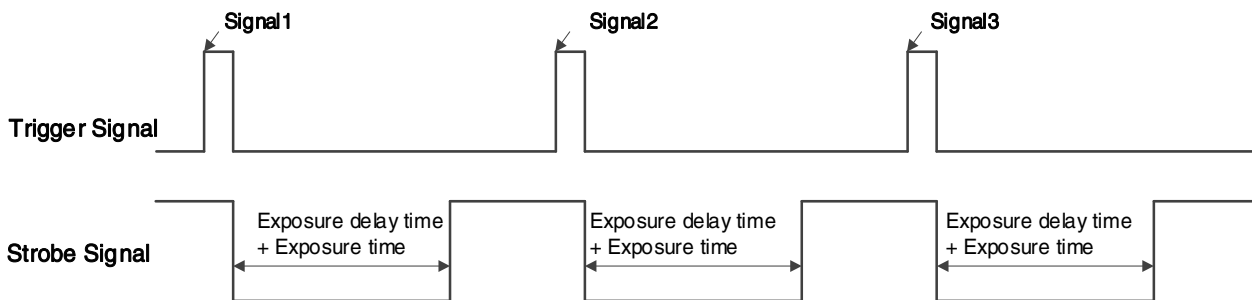 Signal1
Signal2
Signal3
Trigger Signal
Exposure delay time
+ Exposure time
Exposure delay time
+ Exposure time
Exposure delay time
+ Exposure time
Strobe Signal